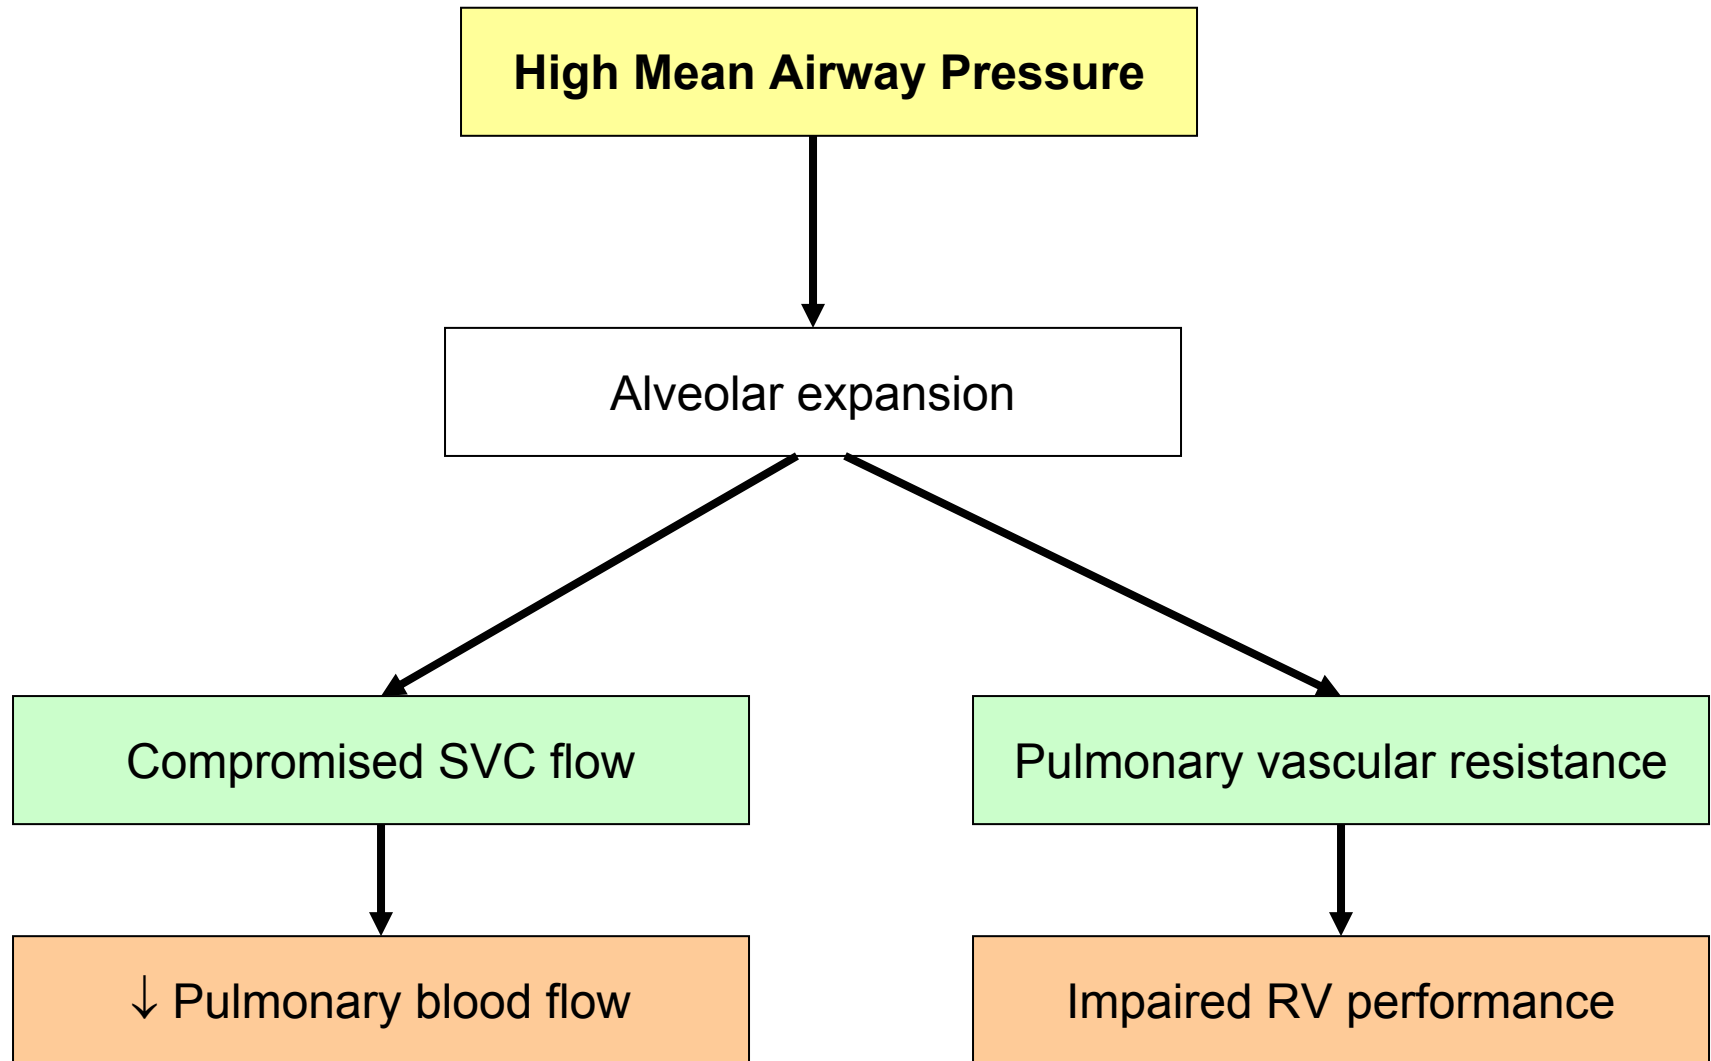 High Mean Airway Pressure
Alveolar expansion
Compromised SVC flow
Pulmonary vascular resistance
↓ Pulmonary blood flow
Impaired RV performance